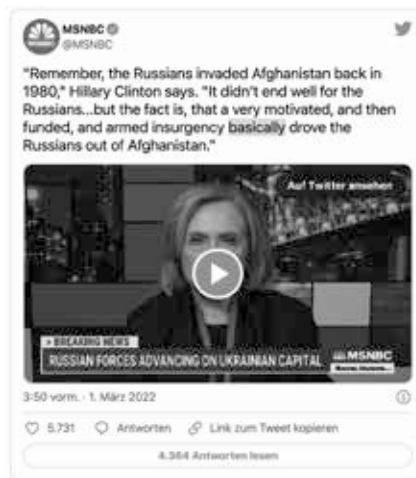 MSNBC
@MSNBC
"Remember, the Russians invaded Afghanistan back in
1980," Hillary Clinton says. "It didn't end well for the
Russians...but the fact is, that a very motivated, and then
funded, and armed insurgency basically drove the
Russians out of Afghanistan."
Auf Twitter ansehen
BREAKING NEWS
RUSSIAN FORCES ADVANCING ON UKRAINIAN CAPITAL
MSNBC
3:50 vorm. · 1. März 2022
5.731 Antworten Link zum Tweet kopieren
4.364 Antworten lesen